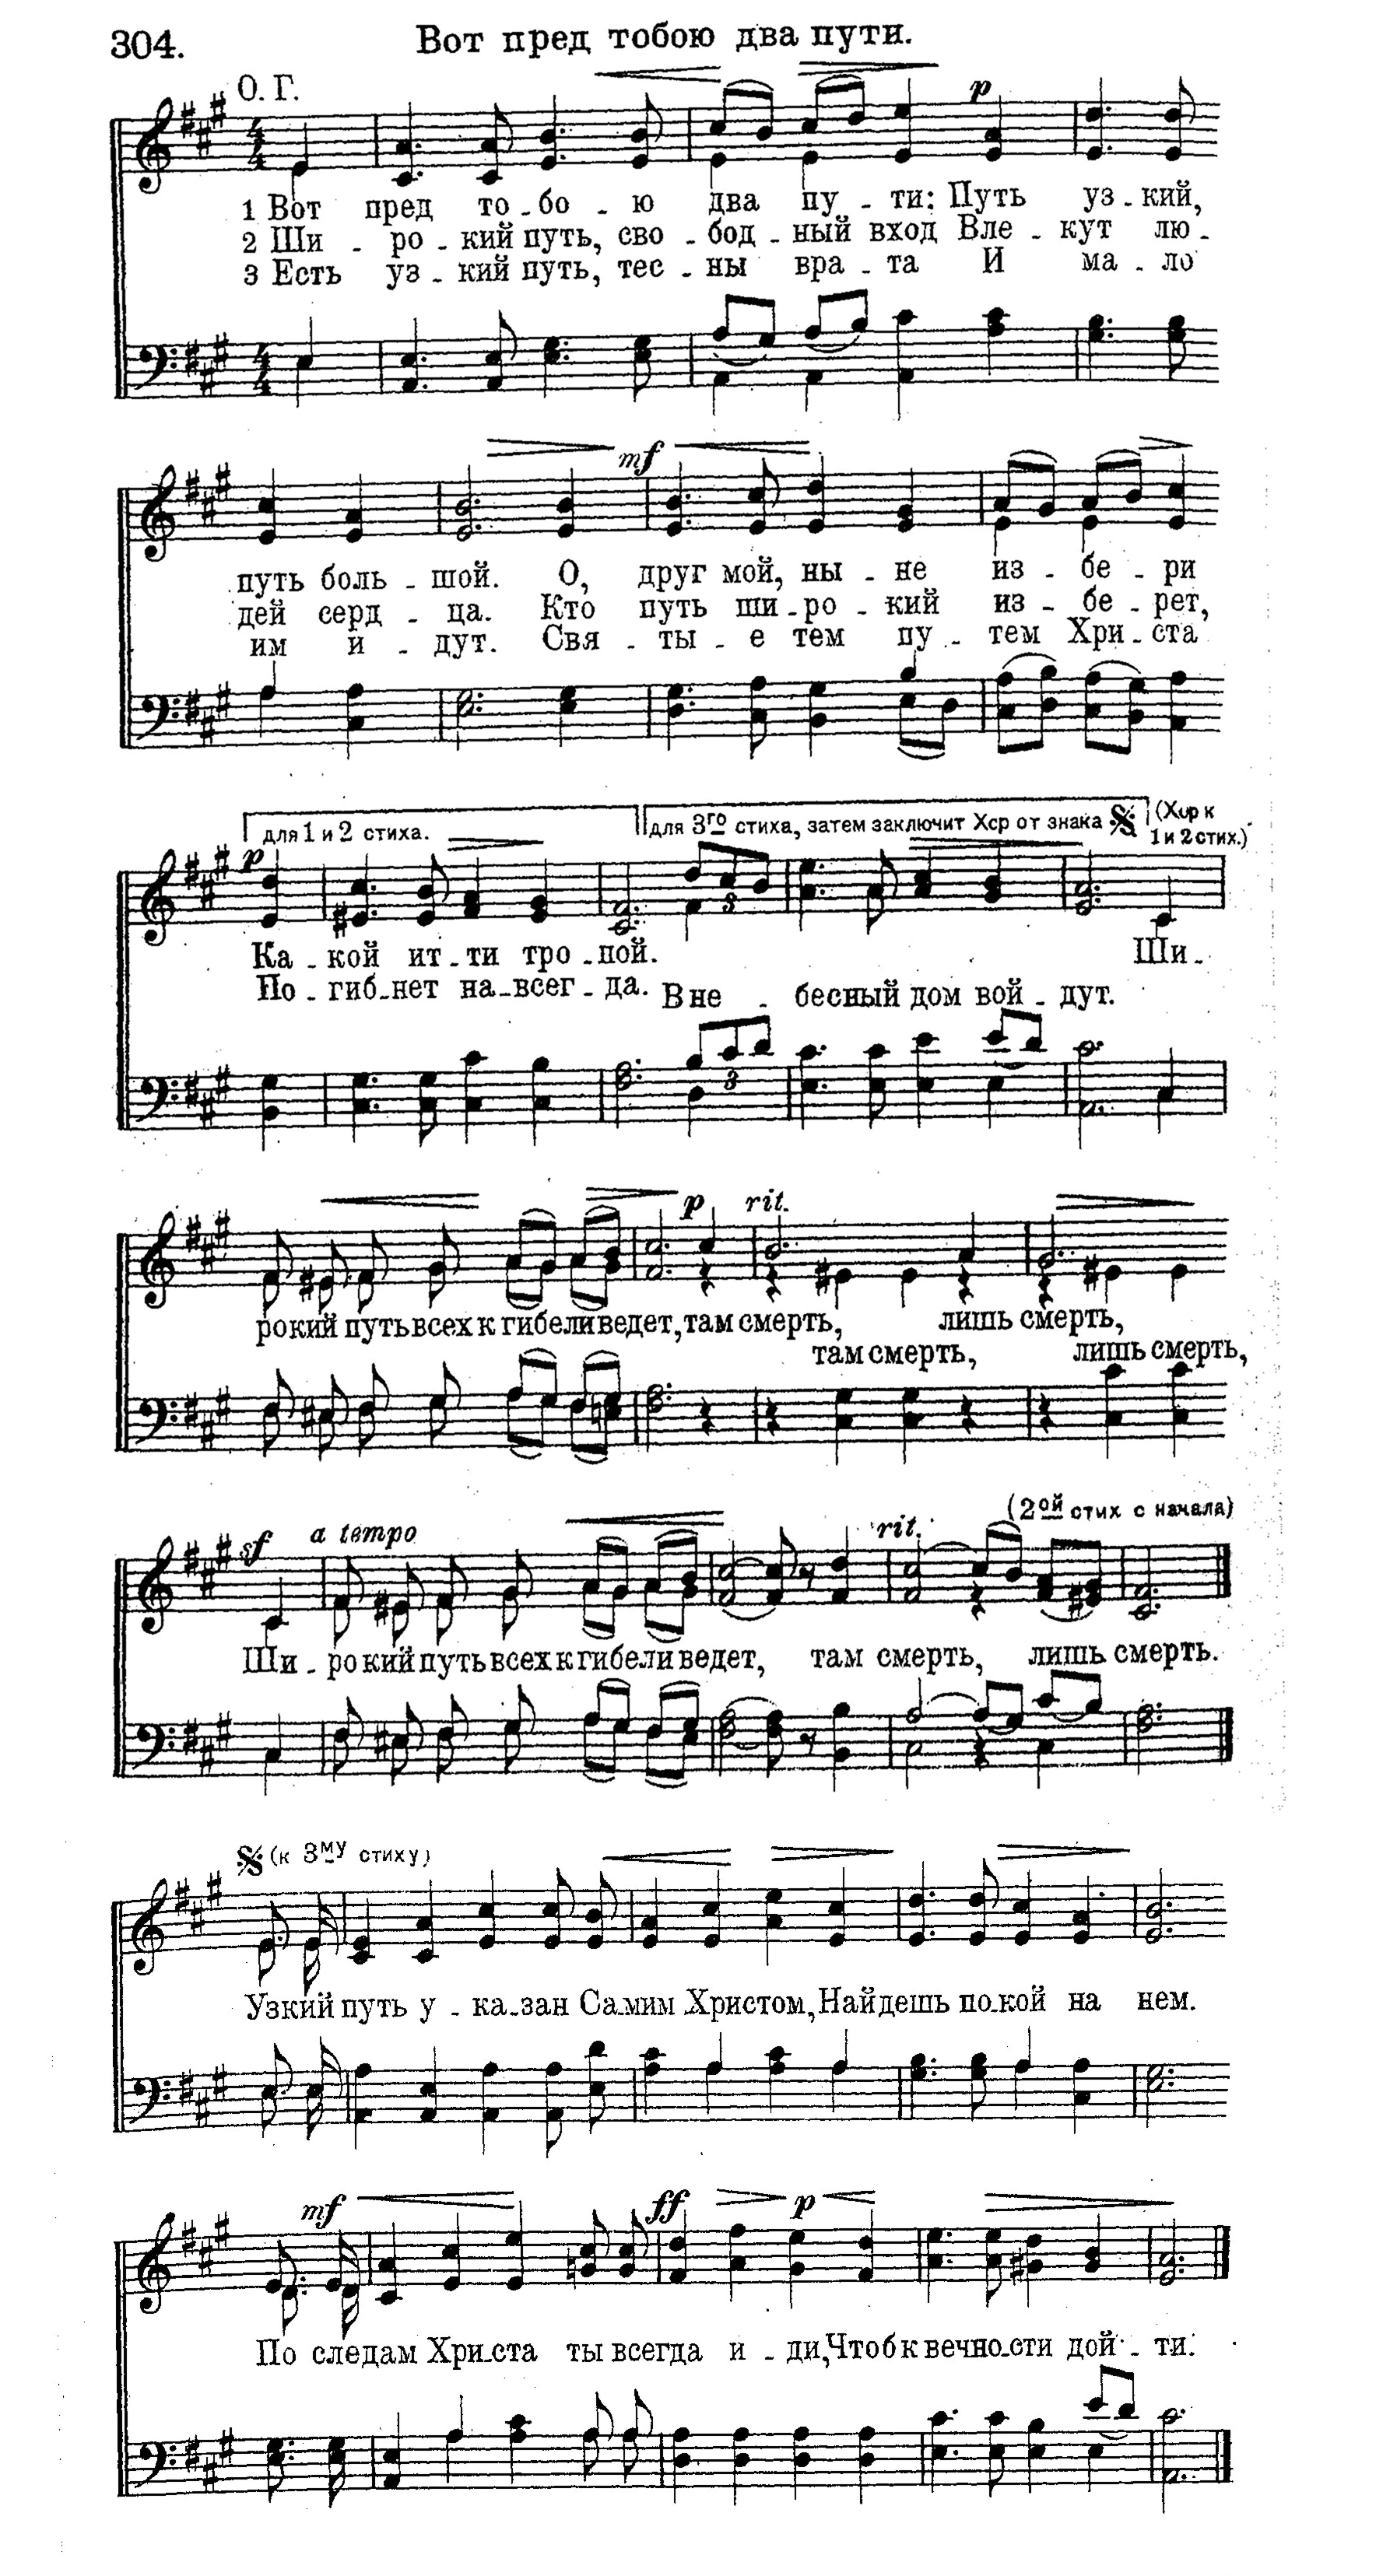 304. Вот пред тобою два пути.
О. Г.
p
1 Вот пред то-бо-ю два пу-ти: Путь уз-кий,
2 Ши-ро-кий путь, сво-бод-ный вход Вле-кут лю-
3 Есть уз-кий путь, тес-ны вра-та И ма-ло
mf
путь боль-шой. О, друг мой, ны-не из-бе-ри
дей серд-ца. Кто путь ши-ро-кий из-бе-рет,
им и-дут. Свя-ты-е тем пу-тем Хри-ста
для 1 и 2 стиха. для 3го стиха, затем заключит Хор от знака (Хор к
1 и 2 стих.)
p
3
Ка-кой ит-ти тро-пой. Ши-
По-гиб-нет на-всег-да. В не-бесный дом вой-дут.
3
p rit.
рокий путь всех к гибели ведет, там смерть, лишь смерть,
там смерть, лишь смерть,
(2ой стих с начала)
sf a tempo rit.
Ши-рокий путь всех к гибели ведет, там смерть, лишь смерть.
(к 3му стиху)
Узкий путь у-ка-зан Са-мим Христом, Найдешь по-кой на нем.
mf ff p
По следам Хри-ста ты всегда и-ди, Чтоб к вечно-сти дой-ти.